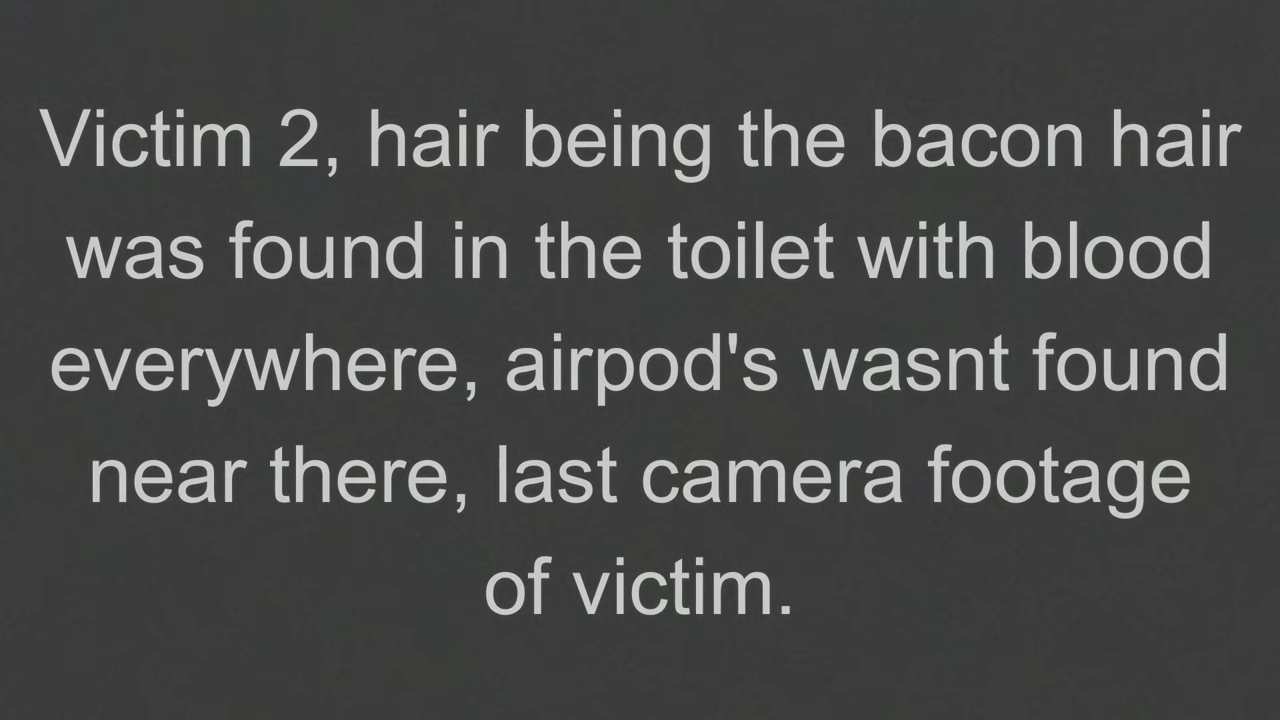 Victim 2, hair being the bacon hair
was found in the toilet with blood
everywhere, airpod's wasnt found
near there, last camera footage
of victim.